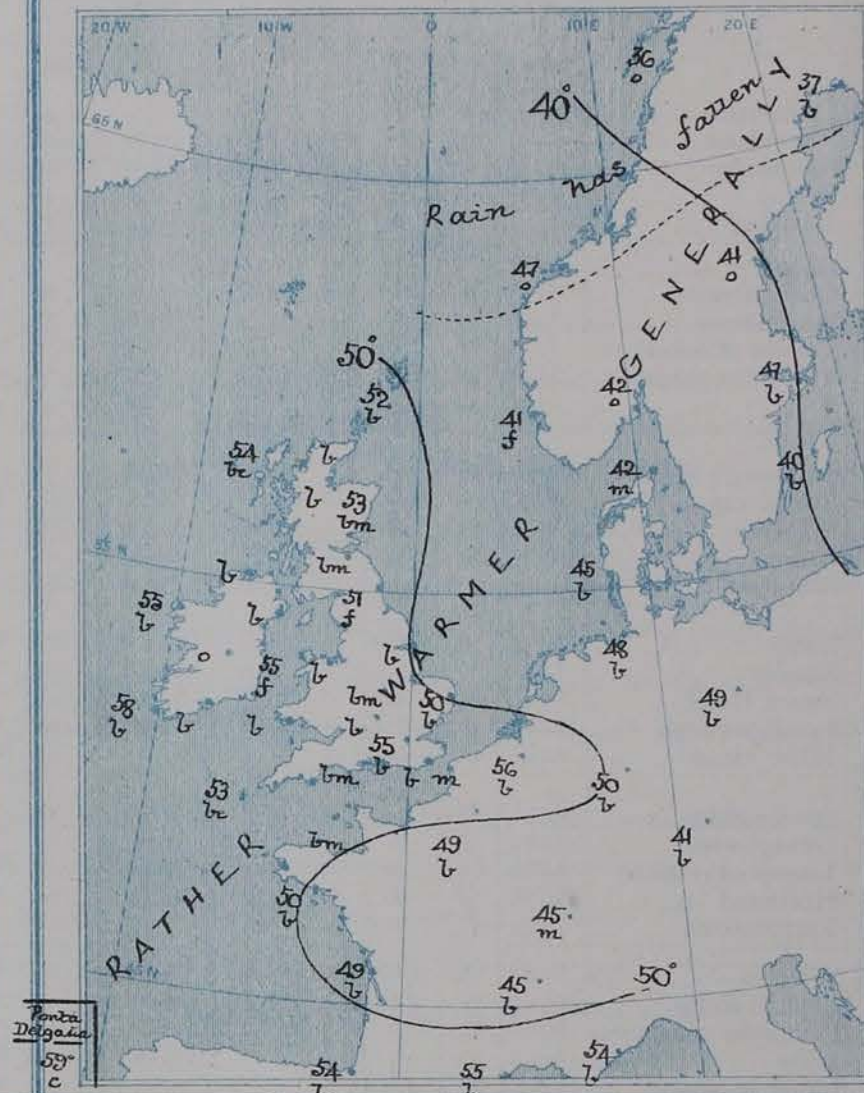 20 W
10 W
0
10 E
20 E
36
o
37
b
40°
65 N
Rain has fallen
GENERALLY
47
o
41
o
50°
52
b
42
o
47
b
54
bc
b
41
f
b
53
bm
42
m
40
b
55 N
b
bm
45
b
WARMER
55
b
b
51
f
o
55
f
b
b
48
b
58
b
b
b
bm
b
50
b
49
b
55
b
56
b
bm
b
m
50
b
53
bc
RATHER
bm
49
b
41
b
50
b
45
m
49
b
45
b
50°
45 N
Ponta
Delgada
59°
c
54
55
54
b